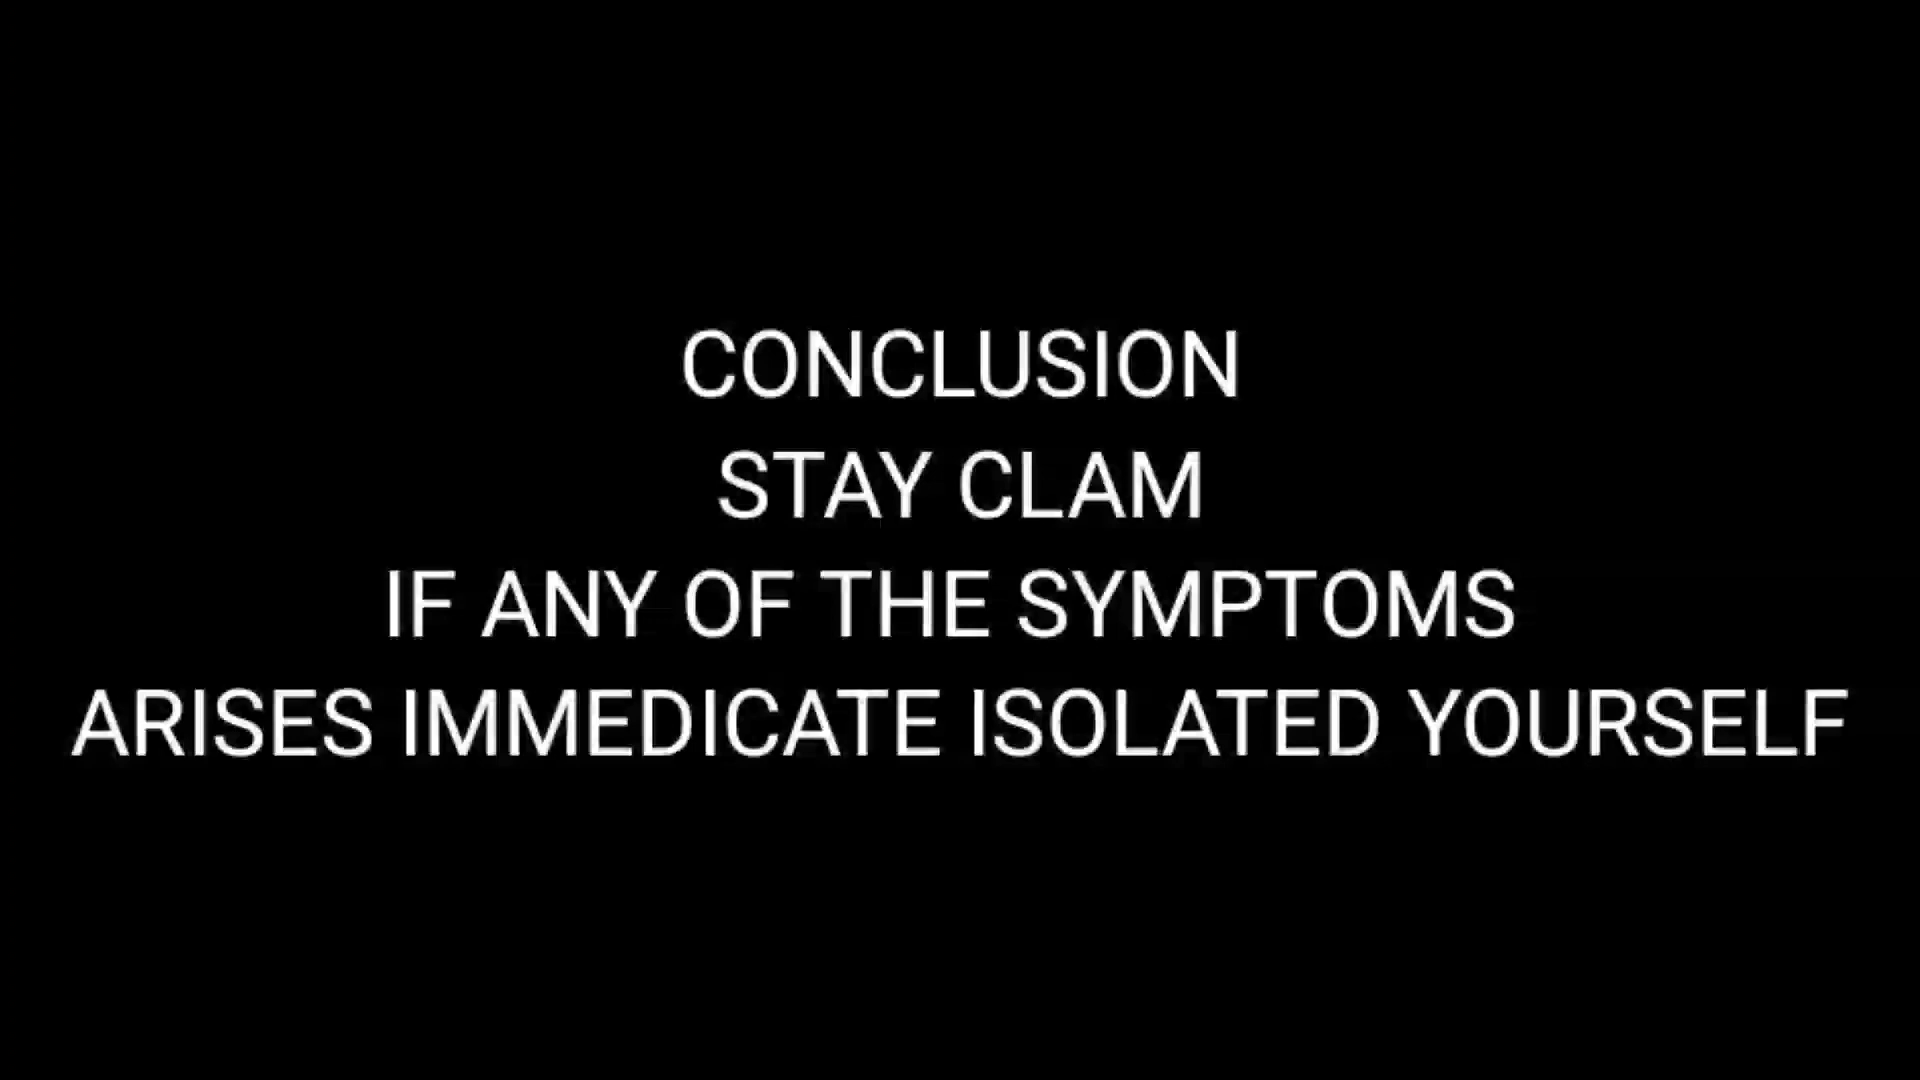 CONCLUSION
STAY CLAM
IF ANY OF THE SYMPTOMS
ARISES IMMEDICATE ISOLATED YOURSELF